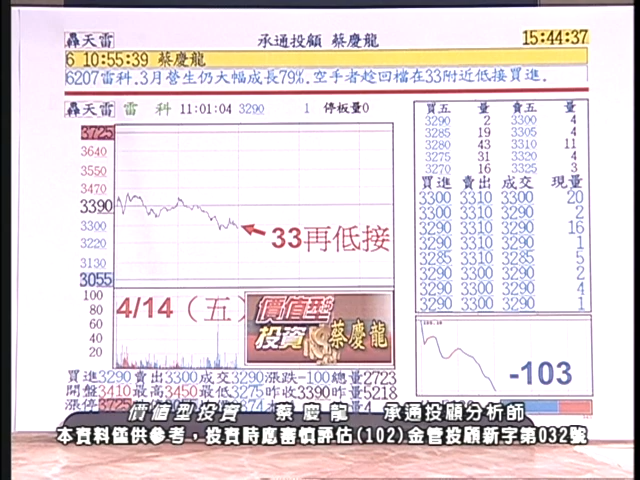 轟天雷 承通投顧 蔡慶龍 15:44:37
6 10:55:39 蔡慶龍
6207雷科.3月營生仍大幅成長79%.空手者趁回檔在33附近低接買進.
轟天雷 雷 科 11:01:04 3290 1 停板量0
3725
3640
3550
3470
3390
3300
3220
3130
3055
33再低接
100
80
60
40
20
4/14（五）
價值型
投資 蔡慶龍
買五 量 賣五 量
3290 2 3300 4
3285 19 3305 4
3280 43 3310 11
3275 31 3320 4
3270 16 3325 3
買進 賣出 成交 現量
3300 3310 3300 20
3290 3310 3300 2
3290 3310 3290 16
3290 3310 3290 1
3285 3310 3285 5
3290 3300 3290 2
3290 3300 3290 4
3290 3300 3290 1
-103
買進3290 賣出3300 成交3290 漲跌-100 總量2723
開盤3410 最高3450 最低3275 昨收3390 昨量5218
漲停3725
價值型投資 蔡慶龍 承通投顧分析師
本資料僅供參考，投資時應審慎評估(102)金管投顧新字第032號